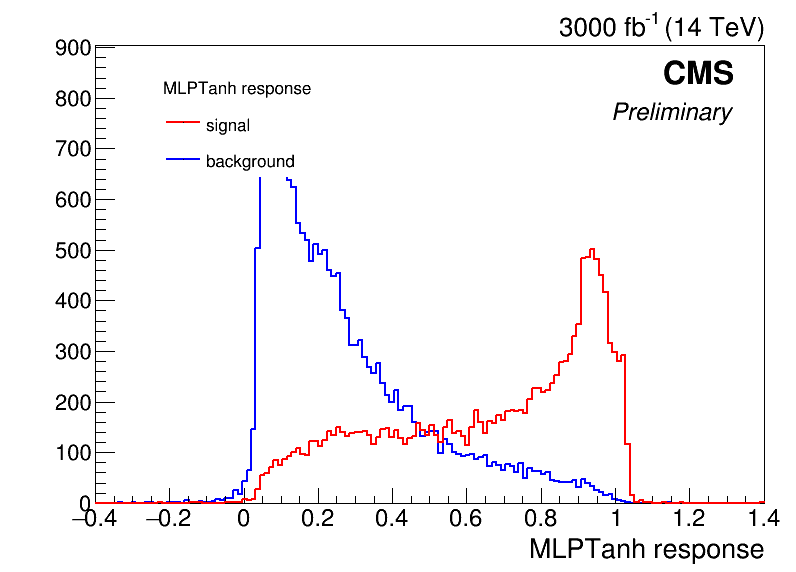 3000 fb-1 (14 TeV)
900
CMS
MLPTanh response
800
Preliminary
signal
700
background
600
500
400
300
200
100
0
−0.4 −0.2 0 0.2 0.4 0.6 0.8 1 1.2 1.4
MLPTanh response